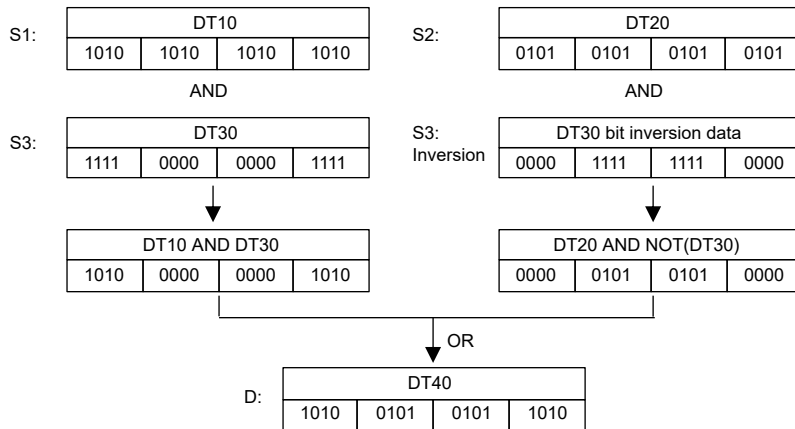 S1:
DT10
1010 1010 1010 1010
S2:
DT20
0101 0101 0101 0101
AND
AND
S3:
DT30
1111 0000 0000 1111
S3:
Inversion
DT30 bit inversion data
0000 1111 1111 0000
DT10 AND DT30
1010 0000 0000 1010
DT20 AND NOT(DT30)
0000 0101 0101 0000
OR
D:
DT40
1010 0101 0101 1010